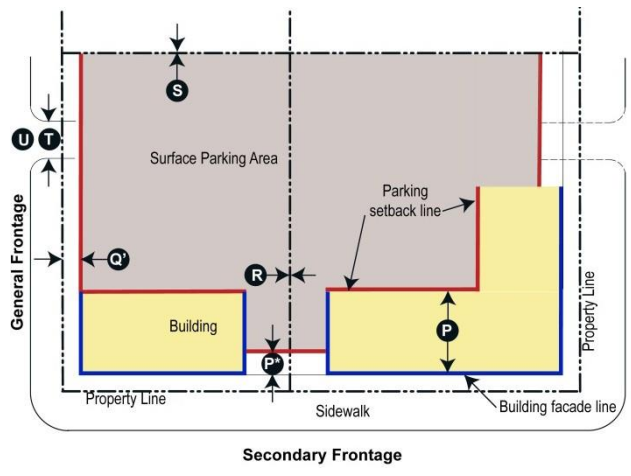 S
U T
Surface Parking Area
Parking
setback line
General Frontage
Q'
R
Property Line
Building
P
P*
Property Line
Sidewalk
Building facade line
Secondary Frontage